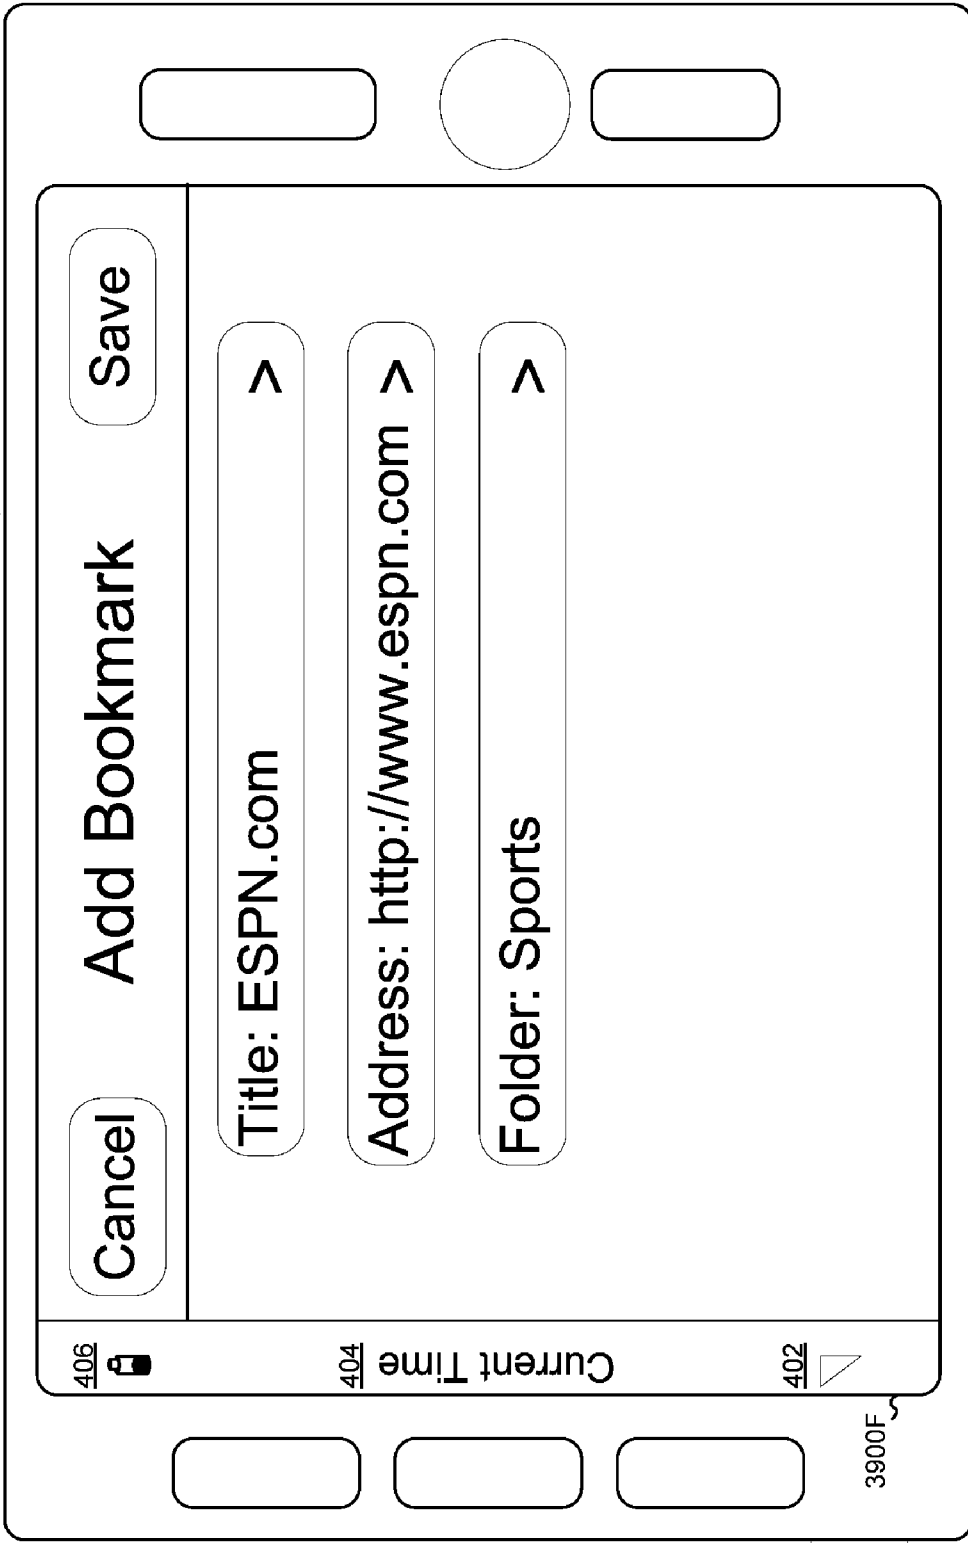 Cancel
Add Bookmark
Save
Title: ESPN.com >
Address: http://www.espn.com >
Folder: Sports >
406
404
Current Time
402
3900F